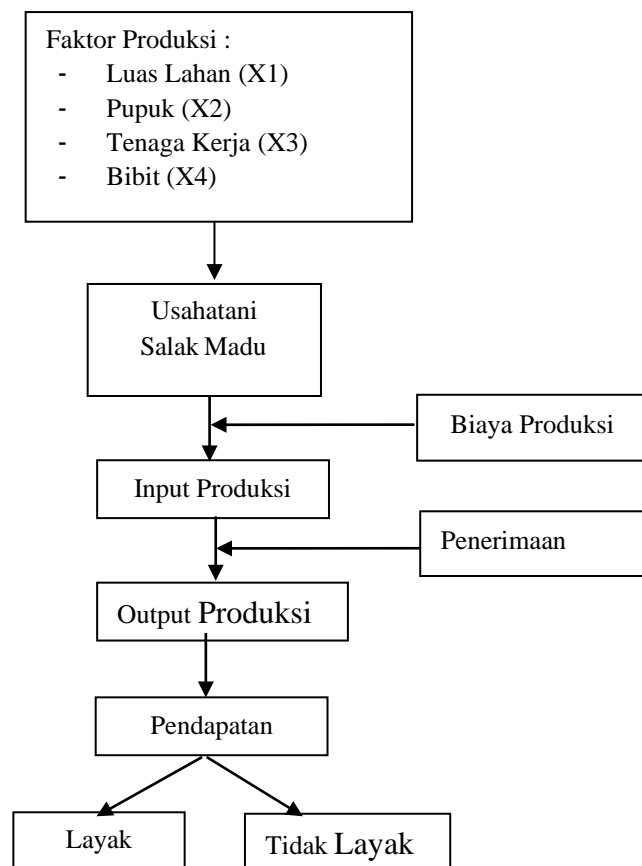 Faktor Produksi :
- Luas Lahan (X1)
- Pupuk (X2)
- Tenaga Kerja (X3)
- Bibit (X4)
Usahatani
Salak Madu
Biaya Produksi
Input Produksi
Penerimaan
Output Produksi
Pendapatan
Layak
Tidak Layak